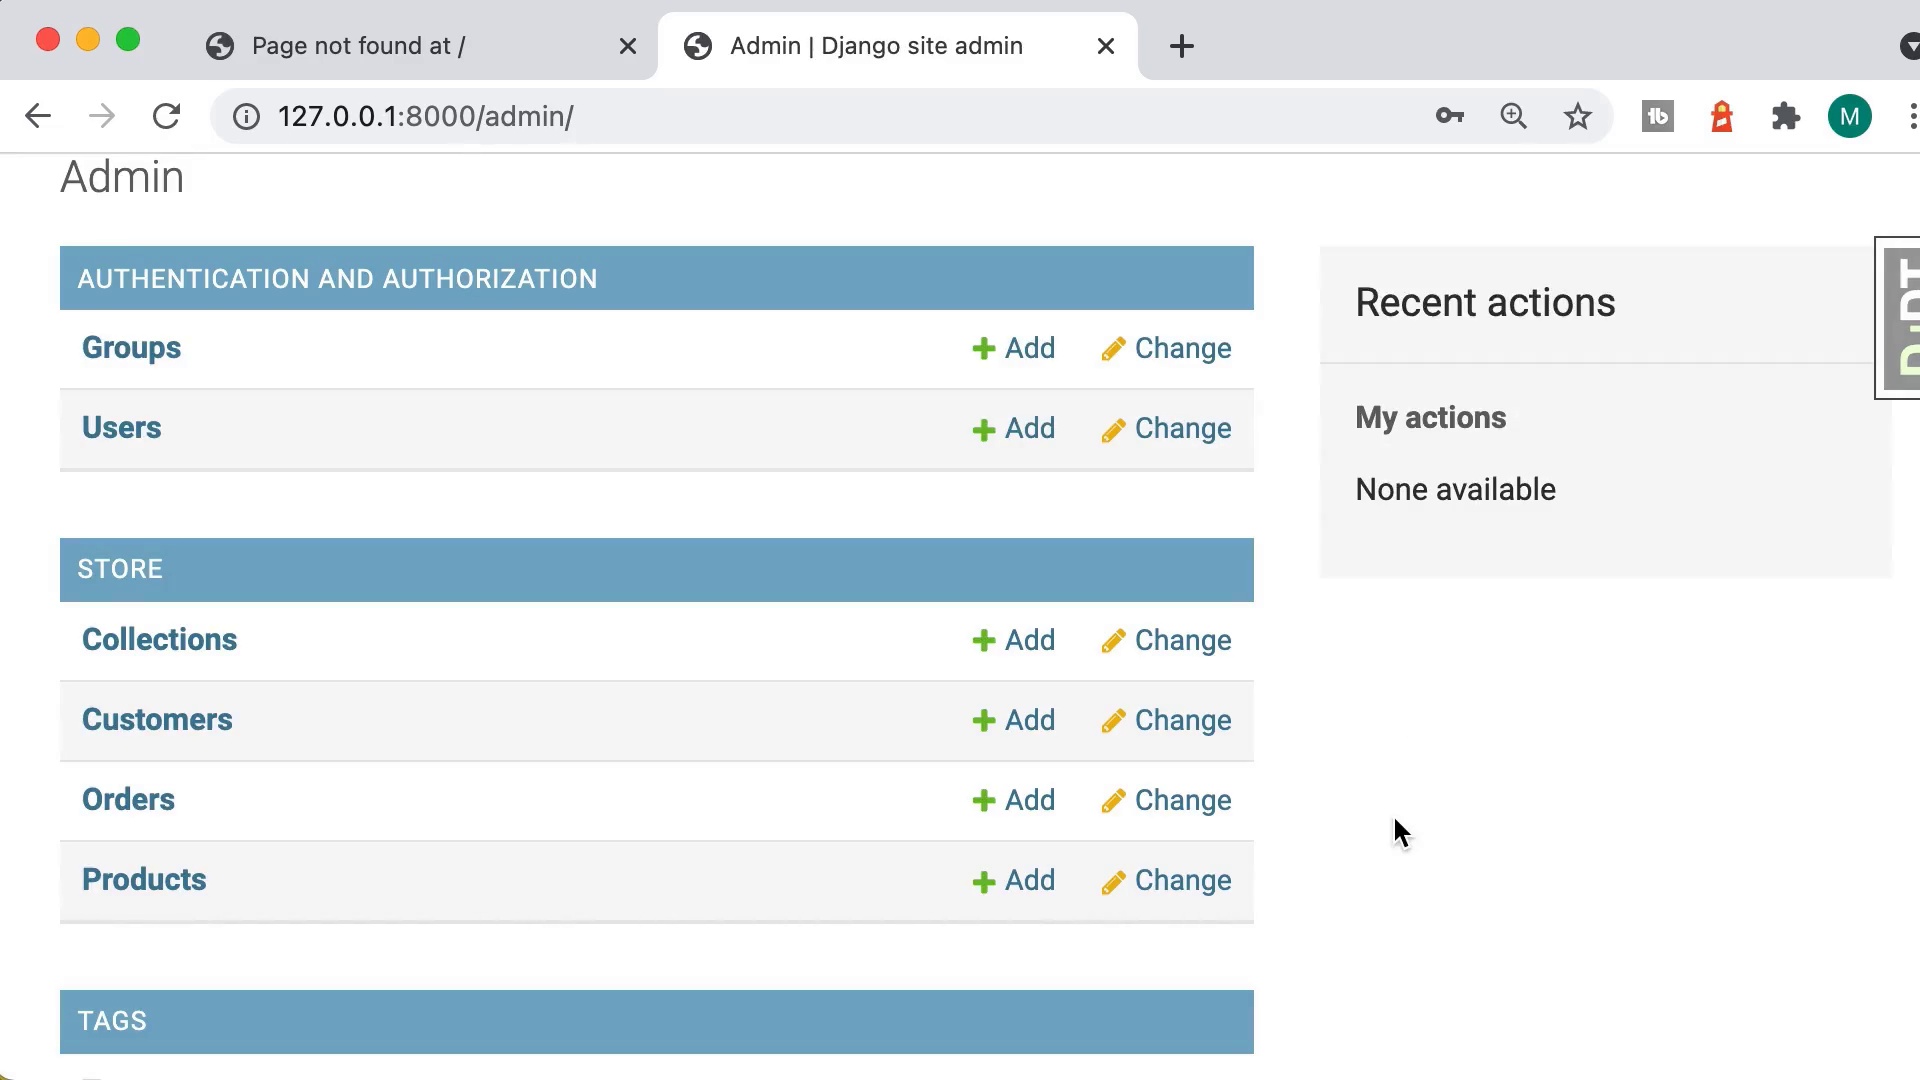 Page not found at /
Admin | Django site admin
127.0.0.1:8000/admin/
M
Admin
AUTHENTICATION AND AUTHORIZATION
Groups Add Change
Users Add Change
STORE
Collections Add Change
Customers Add Change
Orders Add Change
Products Add Change
TAGS
Recent actions
My actions
None available